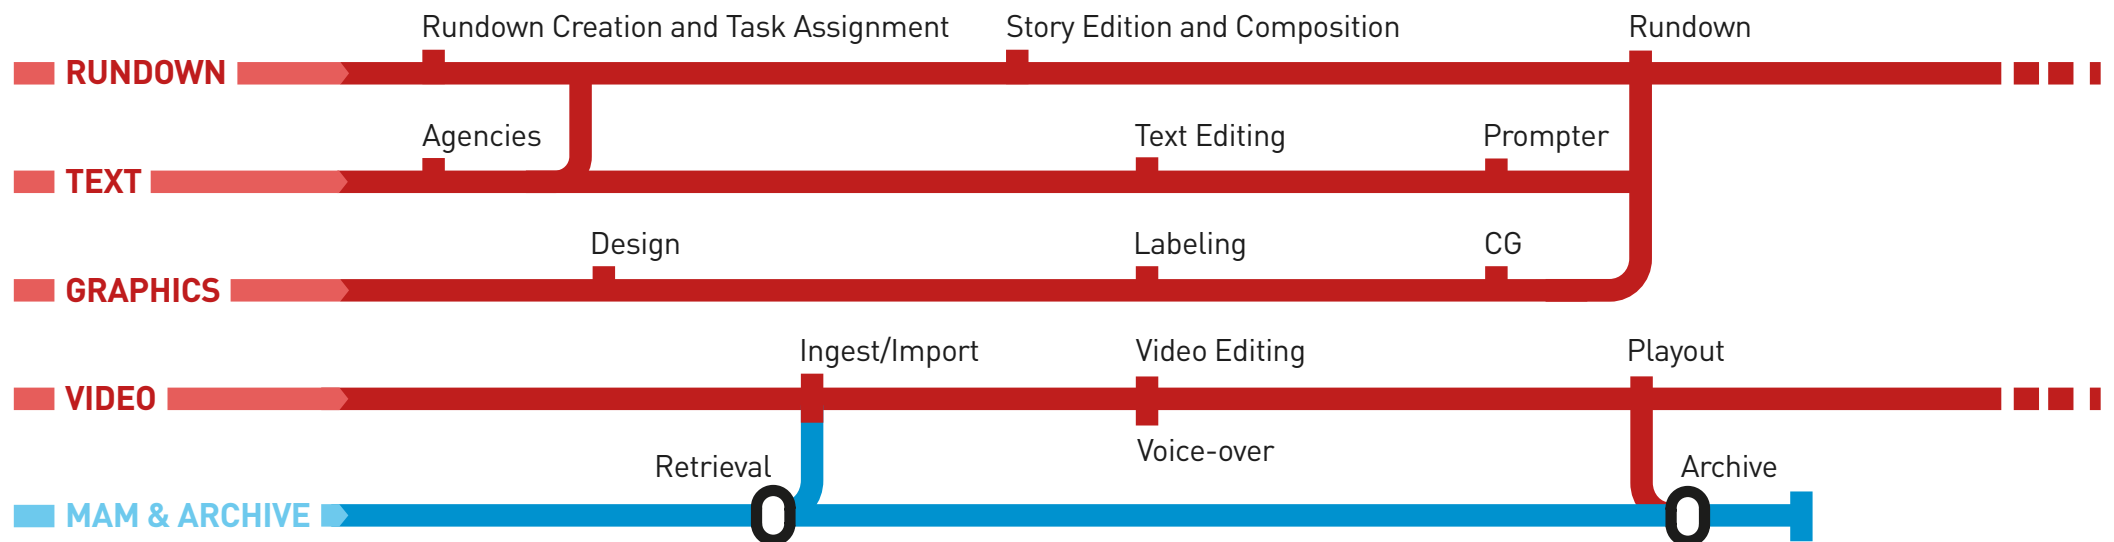 Rundown Creation and Task Assignment
Story Edition and Composition
Rundown
RUNDOWN
Agencies
Text Editing
Prompter
TEXT
Design
Labeling
CG
GRAPHICS
Ingest/Import
Video Editing
Playout
VIDEO
Voice-over
Retrieval
Archive
MAM & ARCHIVE